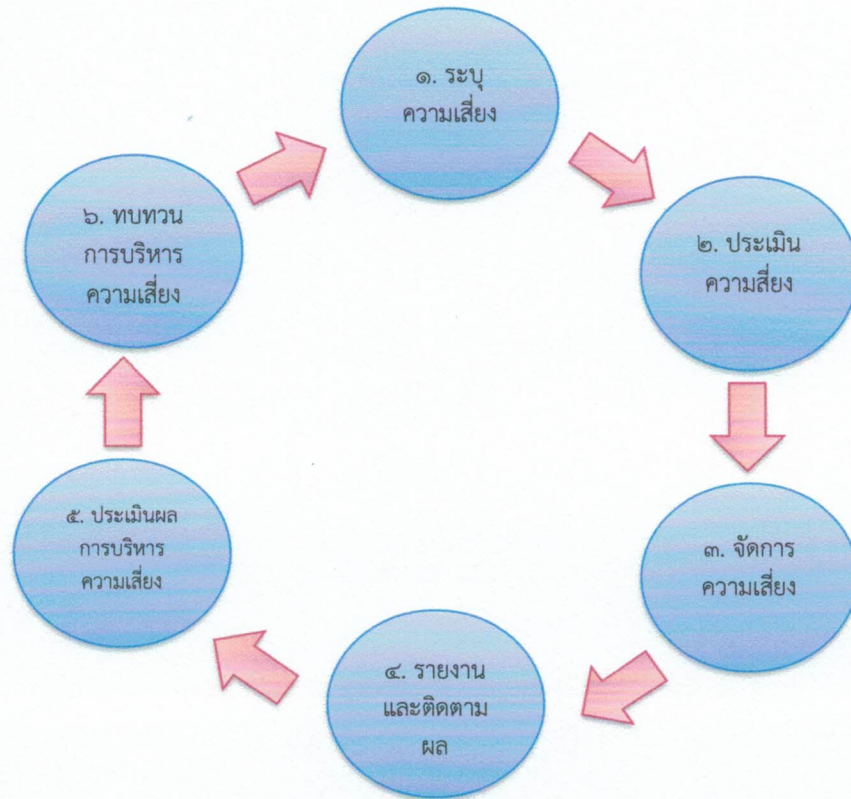 ๑. ระบุ
ความเสี่ยง
๒. ประเมิน
ความสี่ยง
๓. จัดการ
ความเสี่ยง
๔. รายงาน
และติดตาม
ผล
๕. ประเมินผล
การบริหาร
ความเสี่ยง
๖. ทบทวน
การบริหาร
ความเสี่ยง